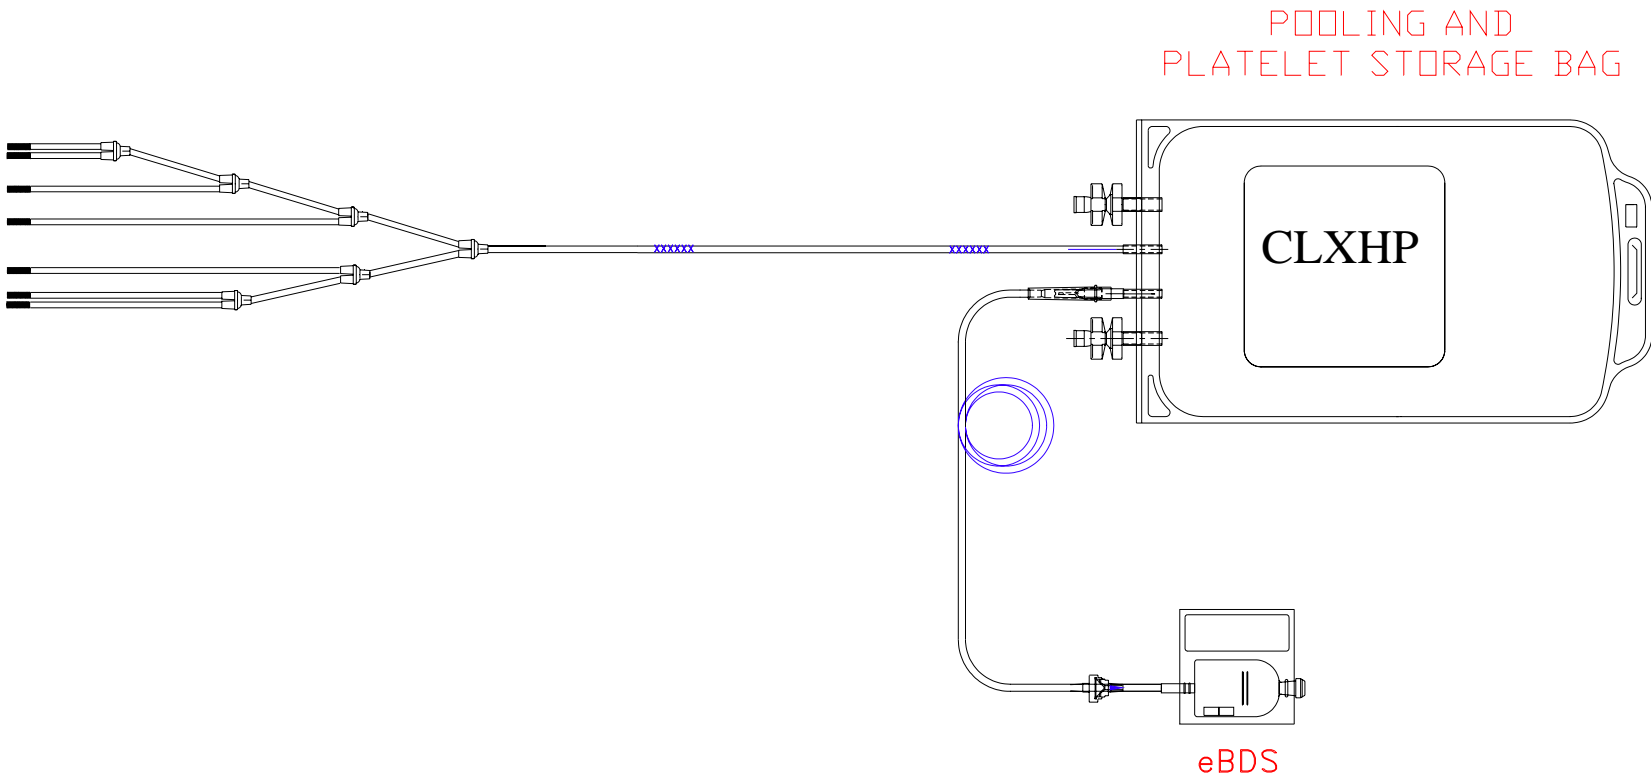 POOLING AND
PLATELET STORAGE BAG
CLXHP
XXXXXX XXXXXX
eBDS